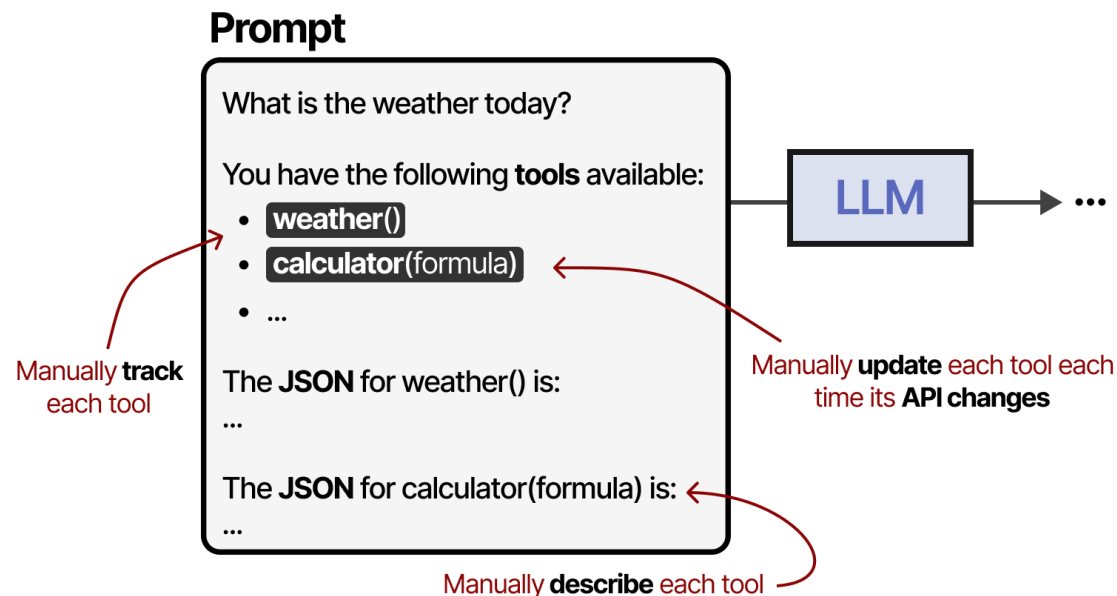 Prompt
What is the weather today?
You have the following tools available:
• weather()
• calculator(formula)
• ...
The JSON for weather() is:
...
The JSON for calculator(formula) is:
...
LLM
...
Manually track
each tool
Manually update each tool each
time its API changes
Manually describe each tool